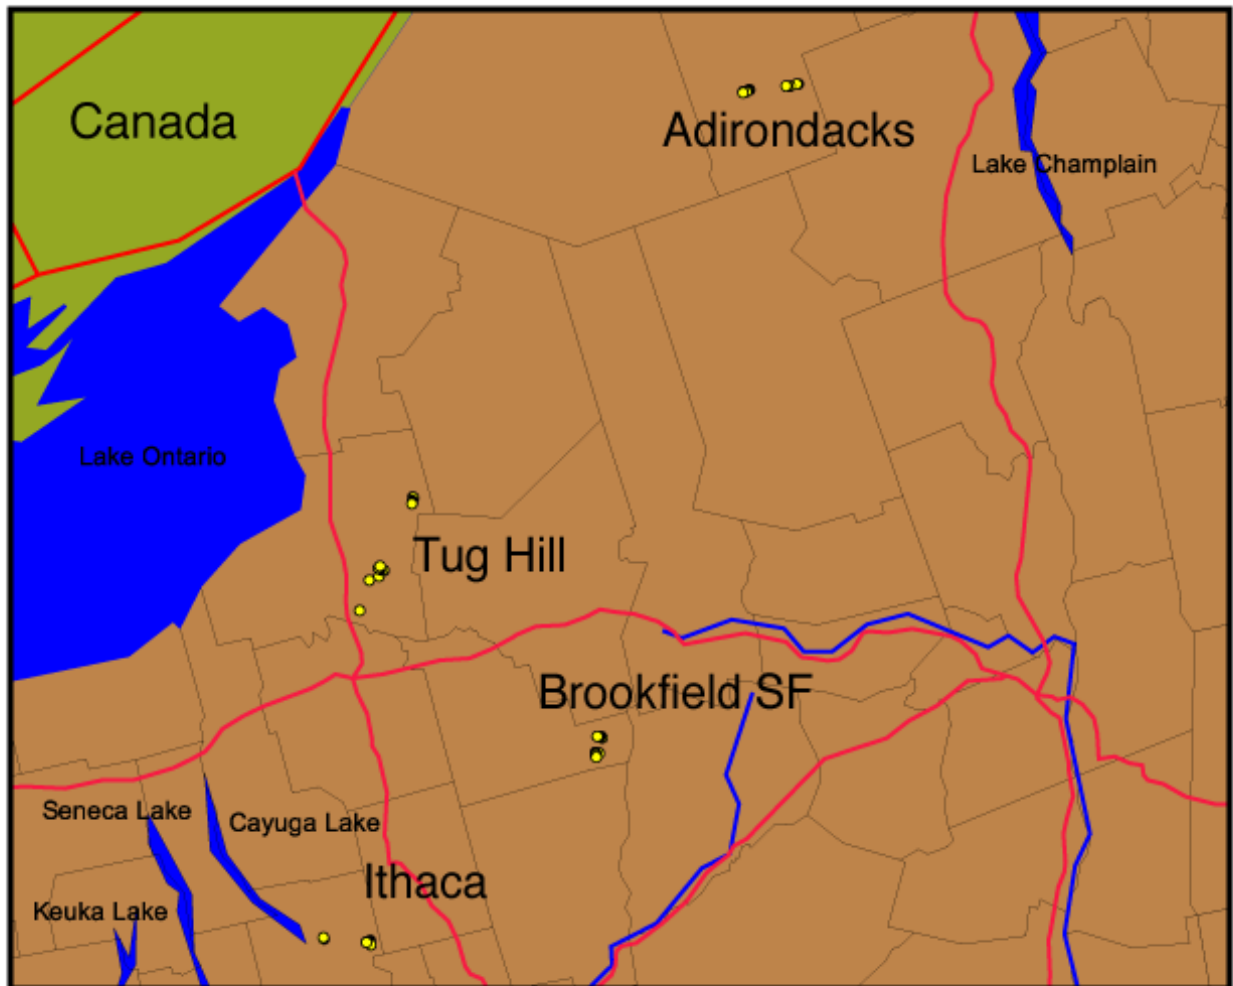 Canada
Adirondacks
Lake Champlain
Lake Ontario
Tug Hill
Brookfield SF
Seneca Lake
Cayuga Lake
Ithaca
Keuka Lake